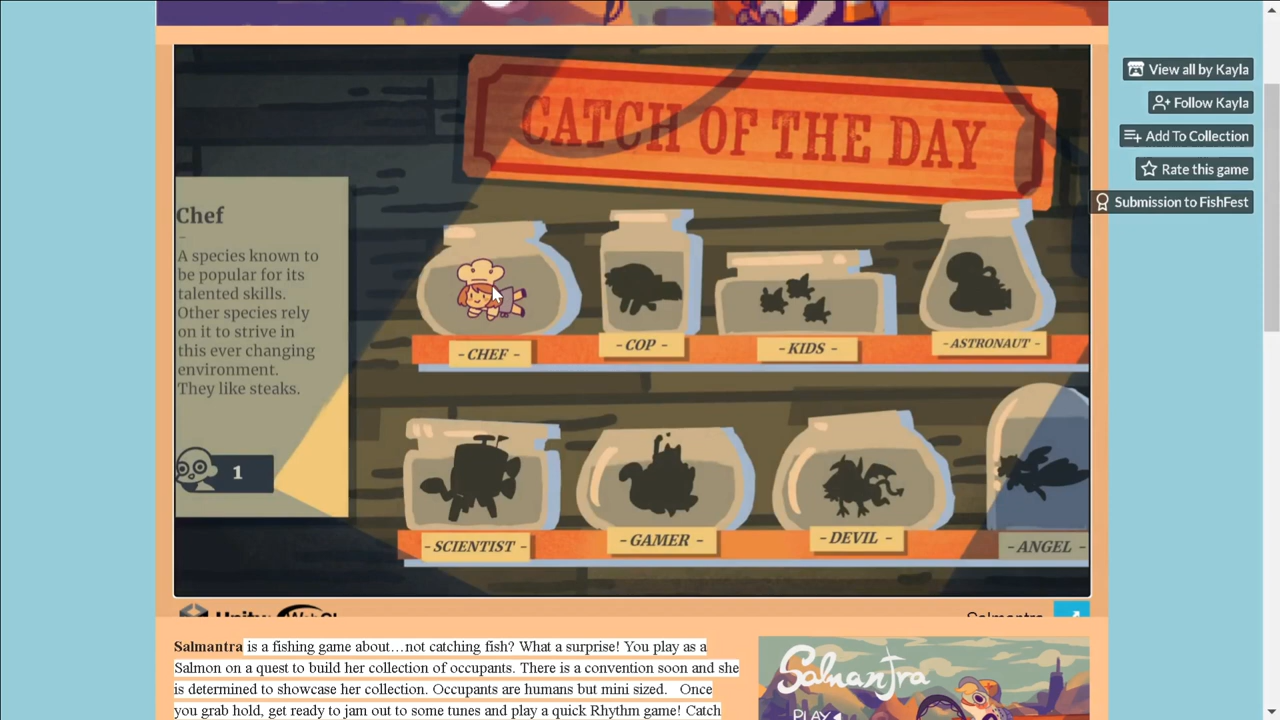 CATCH OF THE DAY
View all by Kayla
Follow Kayla
Add To Collection
Rate this game
Submission to FishFest
Chef
–
A species known to
be popular for its
talented skills.
Other species rely
on it to strive in
this ever changing
environment.
They like steaks.
1
- CHEF -
- COP -
- KIDS -
- ASTRONAUT -
- SCIENTIST -
- GAMER -
- DEVIL -
- ANGEL -
Unity WebGL
Salmantra
Salmantra is a fishing game about…not catching fish? What a surprise! You play as a
Salmon on a quest to build her collection of occupants. There is a convention soon and she
is determined to showcase her collection. Occupants are humans but mini sized. Once
you grab hold, get ready to jam out to some tunes and play a quick Rhythm game! Catch
Salmantra
PLAY